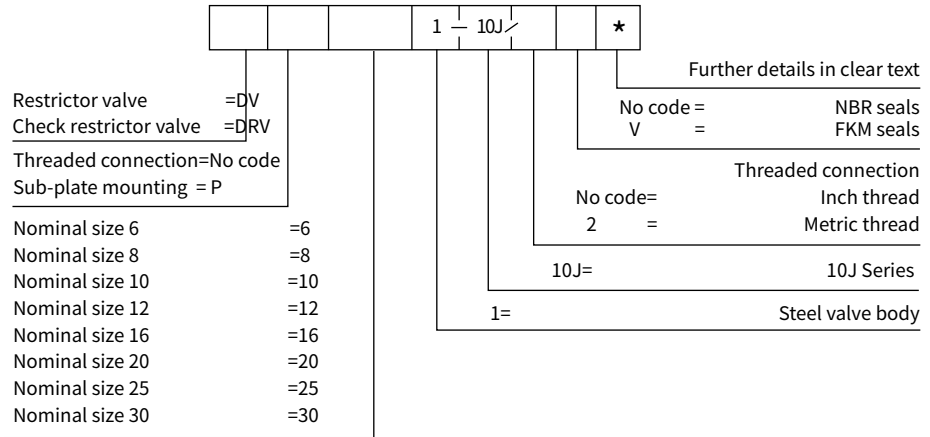 1 — 10J/ *
Further details in clear text
No code = NBR seals
V = FKM seals
Threaded connection
No code= Inch thread
2 = Metric thread
10J= 10J Series
1= Steel valve body
Restrictor valve =DV
Check restrictor valve =DRV
Threaded connection=No code
Sub-plate mounting = P
Nominal size 6 =6
Nominal size 8 =8
Nominal size 10 =10
Nominal size 12 =12
Nominal size 16 =16
Nominal size 20 =20
Nominal size 25 =25
Nominal size 30 =30